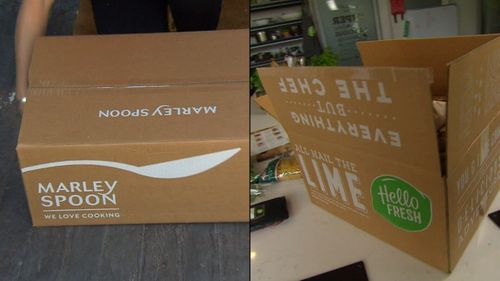 MARLEY SPOON
MARLEY
SPOON
WE LOVE COOKING
THE CHEF
BUT
EVERYTHING
ALL HAIL THE
LIME
Hello
FRESH